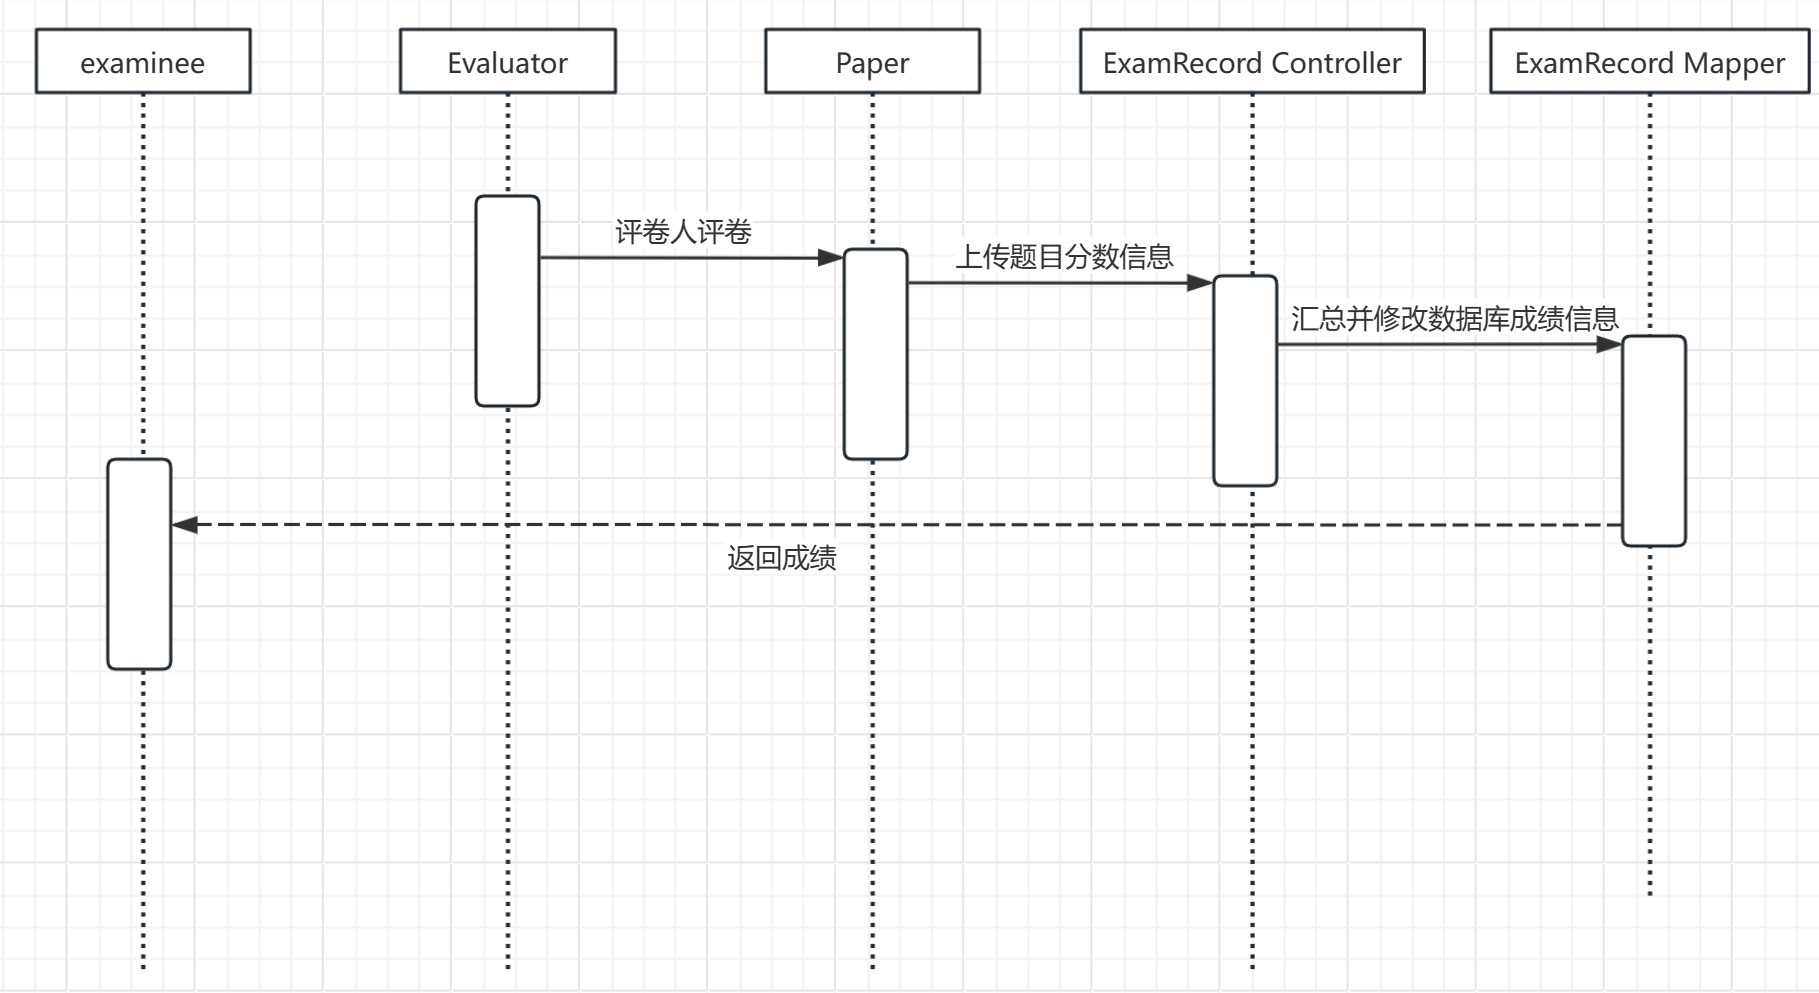 examinee
Evaluator
Paper
ExamRecord Controller
ExamRecord Mapper
评卷人评卷
上传题目分数信息
汇总并修改数据库成绩信息
返回成绩